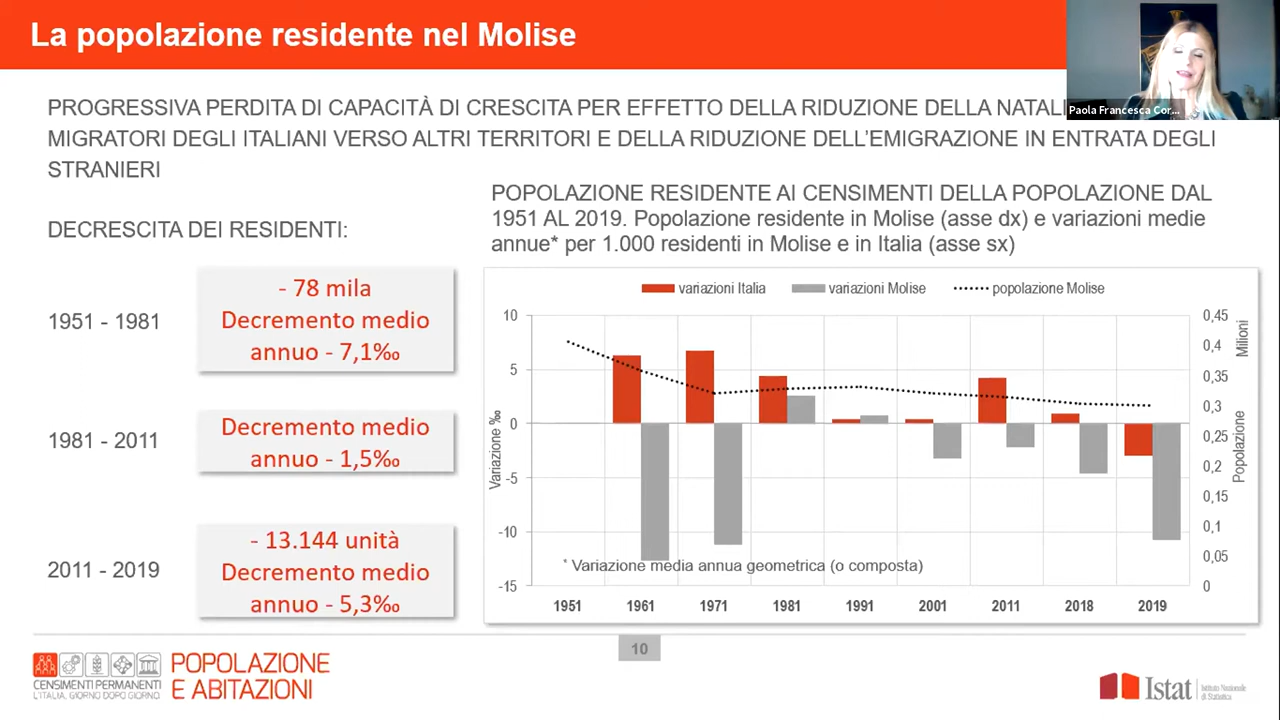 La popolazione residente nel Molise
Paola Francesca Cor...
PROGRESSIVA PERDITA DI CAPACITÀ DI CRESCITA PER EFFETTO DELLA RIDUZIONE DELLA
MIGRATORI DEGLI ITALIANI VERSO ALTRI TERRITORI E DELLA RIDUZIONE DELL'EMIGRAZIONE IN ENTRATA DEGLI
STRANIERI
DECRESCITA DEI RESIDENTI:
1951 - 1981
- 78 mila
Decremento medio
annuo - 7,1‰
1981 - 2011
Decremento medio
annuo - 1,5‰
2011 - 2019
- 13.144 unità
Decremento medio
annuo - 5,3‰
POPOLAZIONE RESIDENTE AI CENSIMENTI DELLA POPOLAZIONE DAL
1951 AL 2019. Popolazione residente in Molise (asse dx) e variazioni medie
annue* per 1.000 residenti in Molise e in Italia (asse sx)
variazioni Italia variazioni Molise popolazione Molise
10
5
0
-5
-10
-15
Variazione ‰
0,45
0,4
0,35
0,3
0,25
0,2
0,15
0,1
0,05
0
Milioni
Popolazione
* Variazione media annua geometrica (o composta)
1951 1961 1971 1981 1991 2001 2011 2018 2019
10
CENSIMENTI PERMANENTI
L'ITALIA, GIORNO DOPO GIORNO
POPOLAZIONE
E ABITAZIONI
Istat
Istituto Nazionale
di Statistica